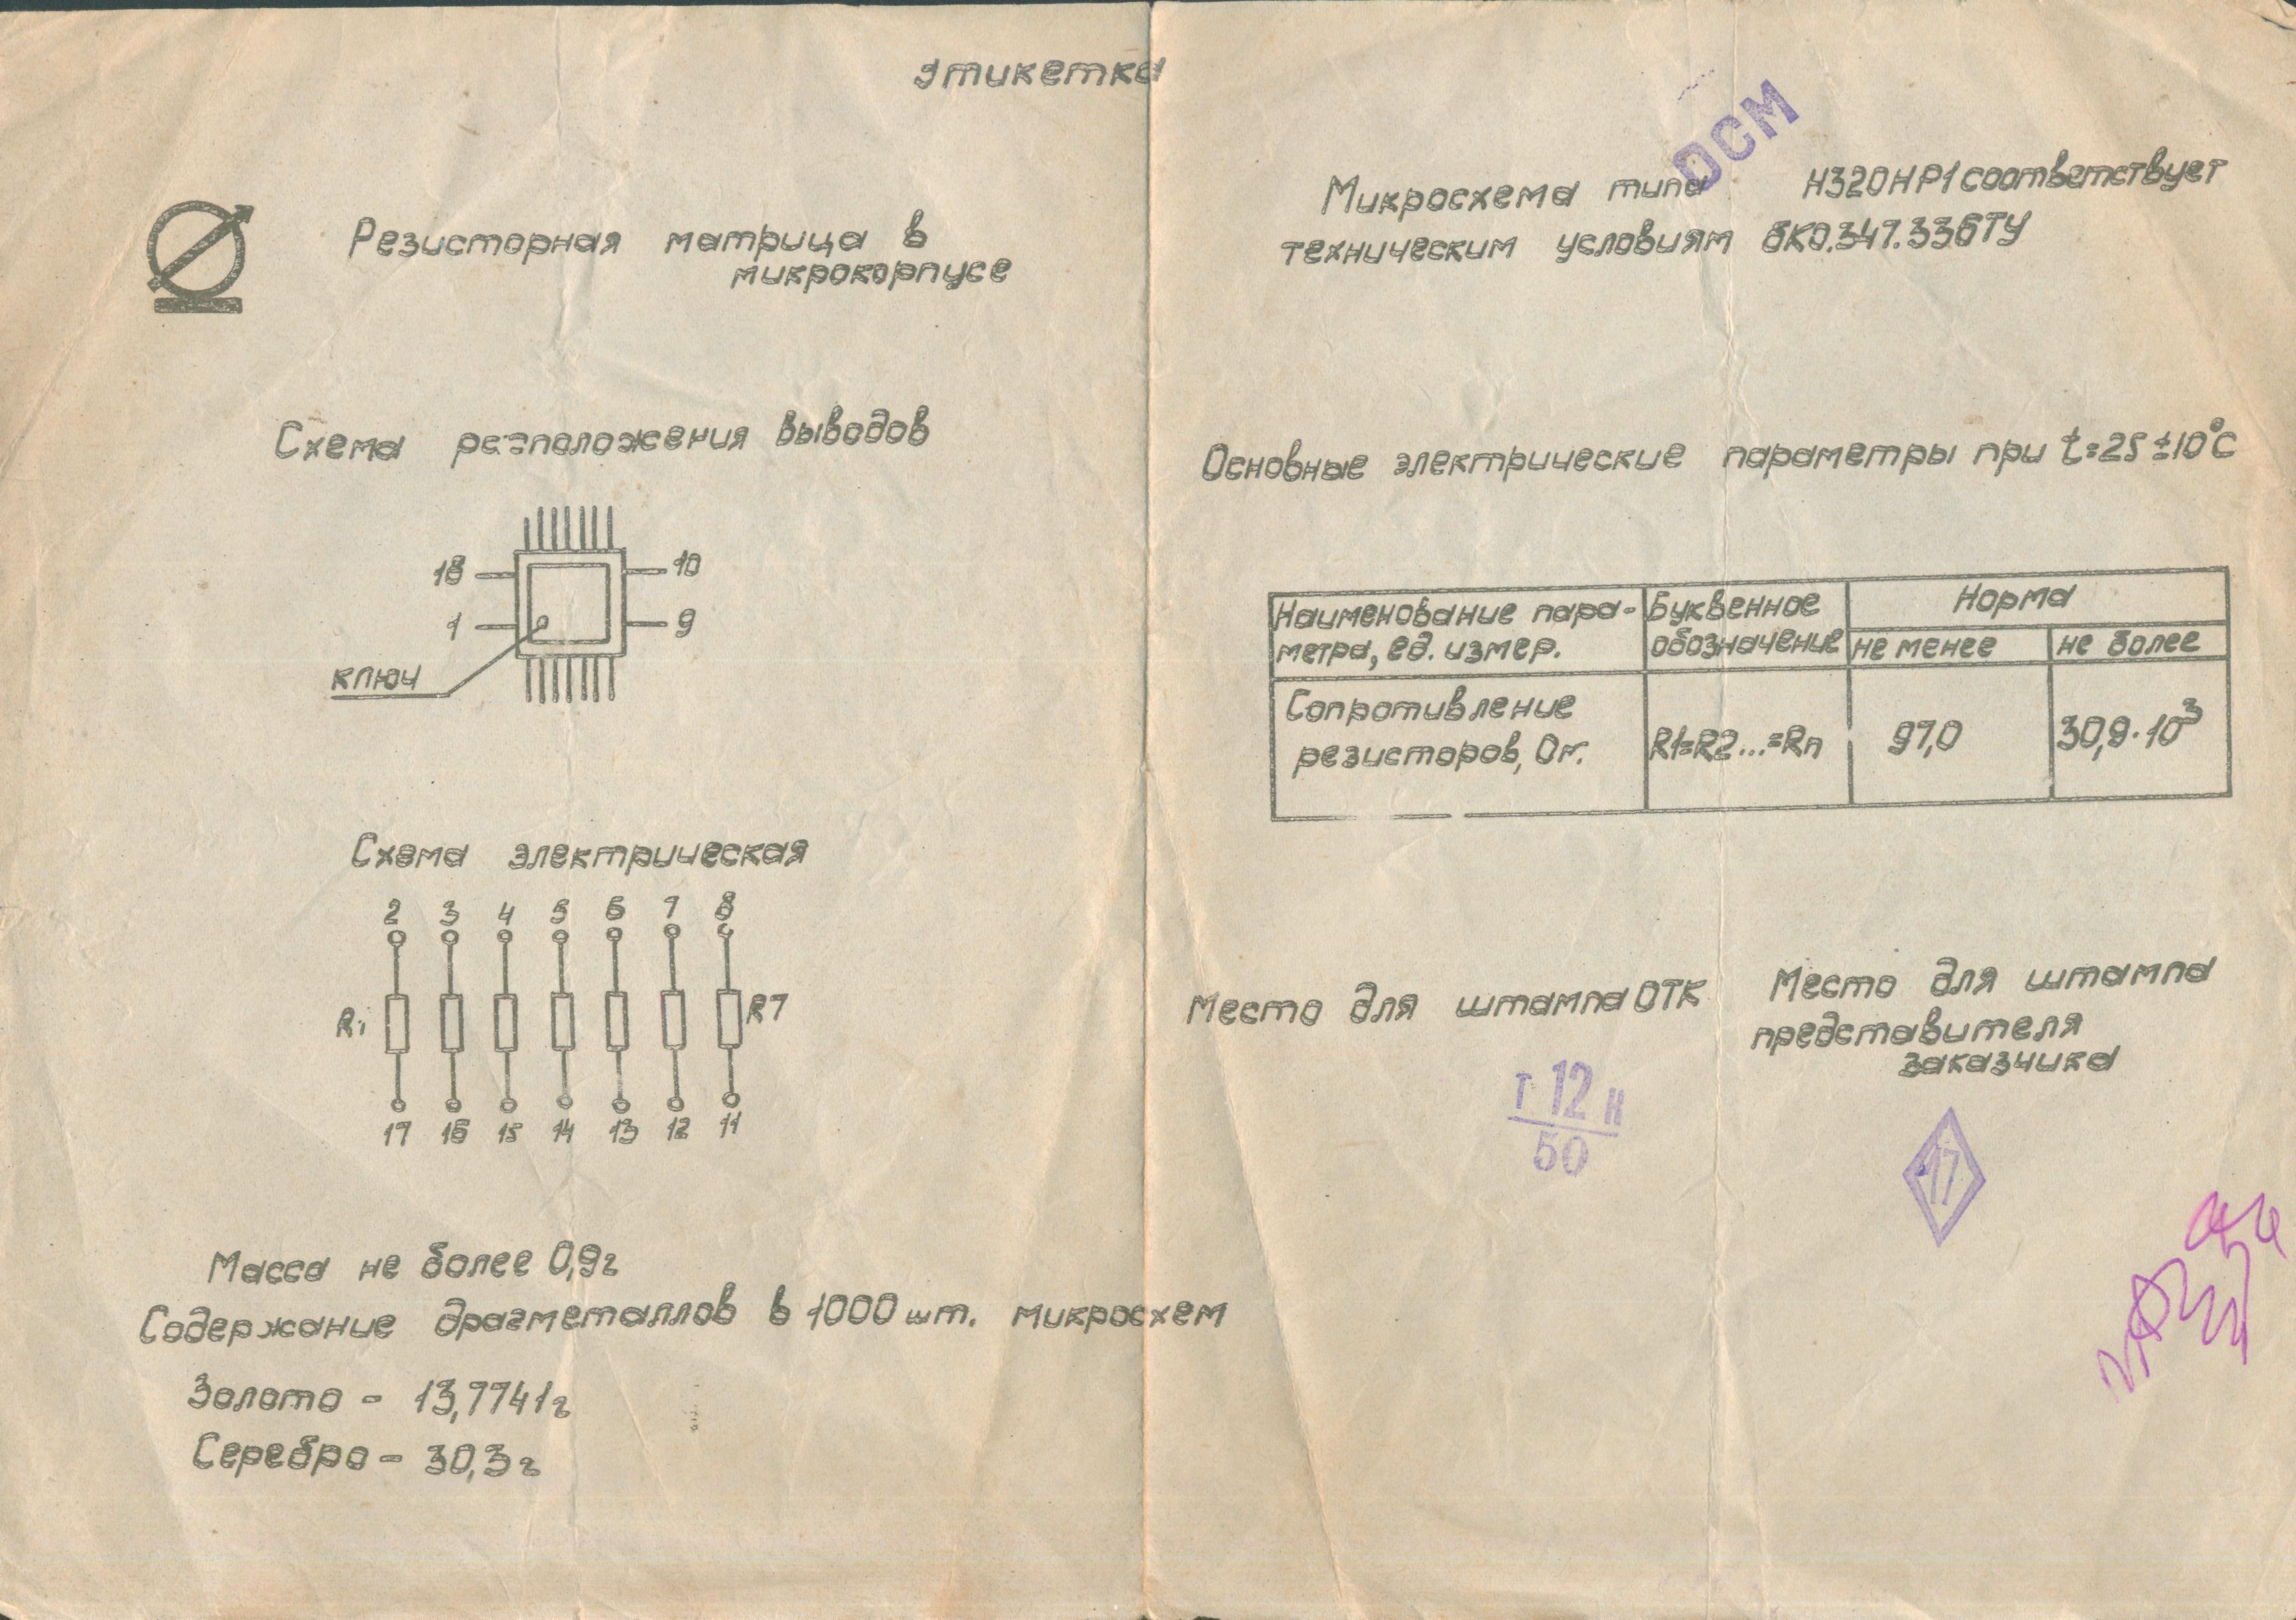 этикетка
Резисторная матрица в
микрокорпусе
Схема расположения выводов
18 10
1 9
ключ
Схема электрическая
2 3 4 5 6 7 8
R1 R7
17 16 15 14 13 12 11
Масса не более 0,9г
Содержание драгметаллов в 1000 шт. микросхем
Золото - 13,7741г
Серебро - 30,3г
ОСМ
Микросхема типа Н320НР1 соответствует
техническим условиям бК0.347.336ТУ
Основные электрические параметры при t=25±10°С
Наименование пара- Буквенное Норма
метра, ед. измер. обозначение не менее не более
Сопротивление
резисторов, Ом. R1=R2...=Rn 97,0 30,9·10³
Место для штампа ОТК
Место для штампа
представителя
заказчика
Т 12 Н
50
17